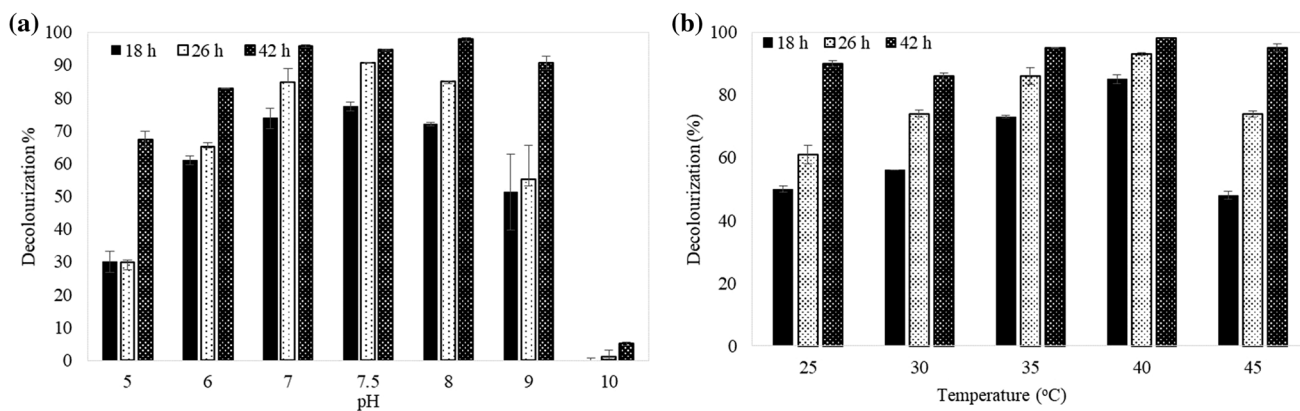 (a)
100
90
80
70
60
50
40
30
20
10
0
Decolourization %
18 h 26 h 42 h
5 6 7 7.5 8 9 10
pH
(b)
100
80
60
40
20
0
Decolourization (%)
18 h 26 h 42 h
25 30 35 40 45
Temperature (°C)